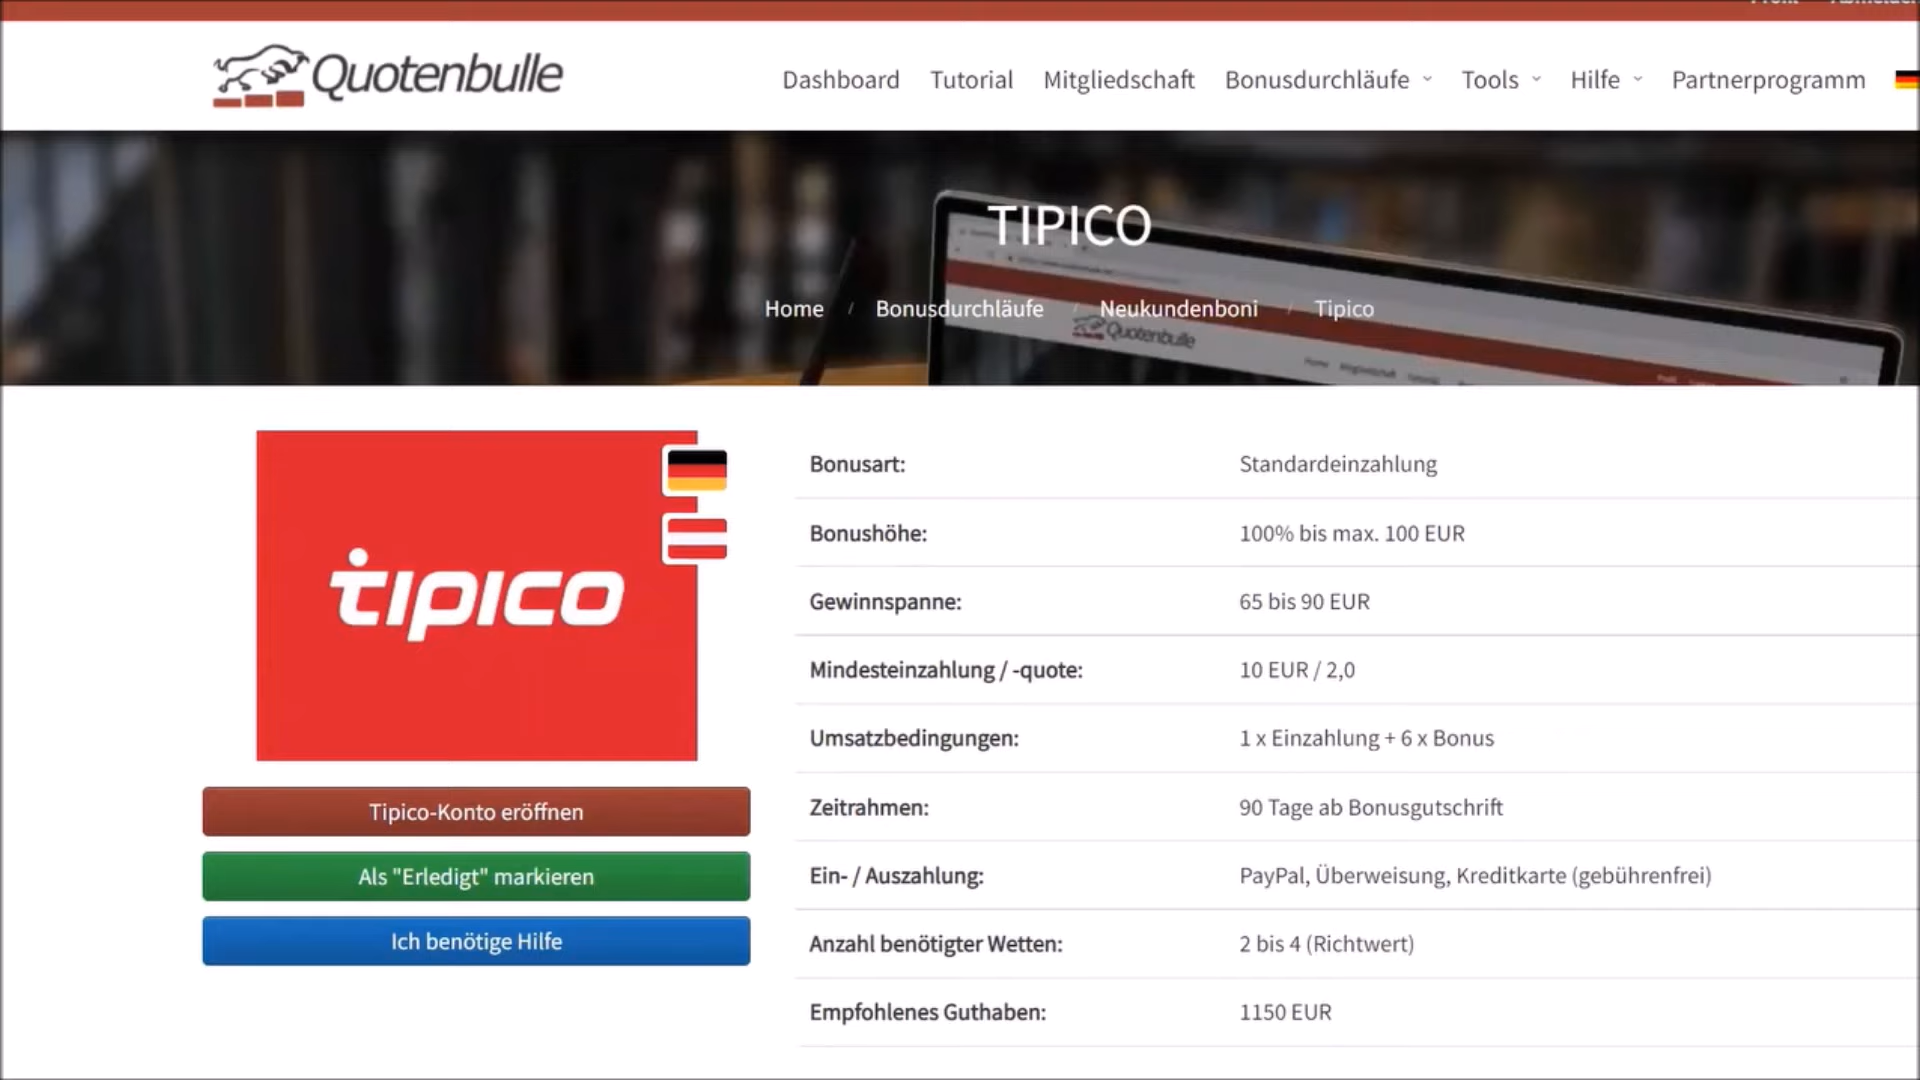 Quotenbulle
Dashboard Tutorial Mitgliedschaft Bonusdurchläufe Tools Hilfe Partnerprogramm
TIPICO
Home / Bonusdurchläufe / Neukundenboni / Tipico
Quotenbulle
tipico
Tipico-Konto eröffnen
Als "Erledigt" markieren
Ich benötige Hilfe
Bonusart: Standardeinzahlung
Bonushöhe: 100% bis max. 100 EUR
Gewinnspanne: 65 bis 90 EUR
Mindesteinzahlung / -quote: 10 EUR / 2,0
Umsatzbedingungen: 1 x Einzahlung + 6 x Bonus
Zeitrahmen: 90 Tage ab Bonusgutschrift
Ein- / Auszahlung: PayPal, Überweisung, Kreditkarte (gebührenfrei)
Anzahl benötigter Wetten: 2 bis 4 (Richtwert)
Empfohlenes Guthaben: 1150 EUR